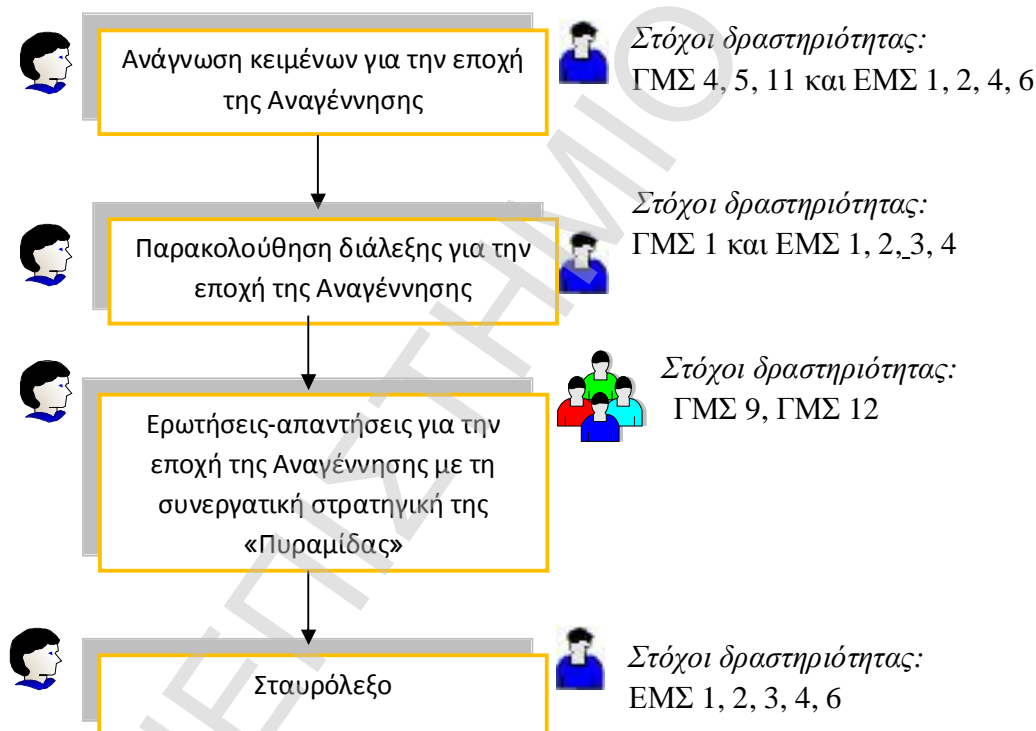 Ανάγνωση κειμένων για την εποχή
της Αναγέννησης
Στόχοι δραστηριότητας:
ΓΜΣ 4, 5, 11 και ΕΜΣ 1, 2, 4, 6
Παρακολούθηση διάλεξης για την
εποχή της Αναγέννησης
Στόχοι δραστηριότητας:
ΓΜΣ 1 και ΕΜΣ 1, 2, 3, 4
Ερωτήσεις-απαντήσεις για την
εποχή της Αναγέννησης με τη
συνεργατική στρατηγική της
«Πυραμίδας»
Στόχοι δραστηριότητας:
ΓΜΣ 9, ΓΜΣ 12
Σταυρόλεξο
Στόχοι δραστηριότητας:
ΕΜΣ 1, 2, 3, 4, 6
ΕΠΙΣΤΗΜΙΟ